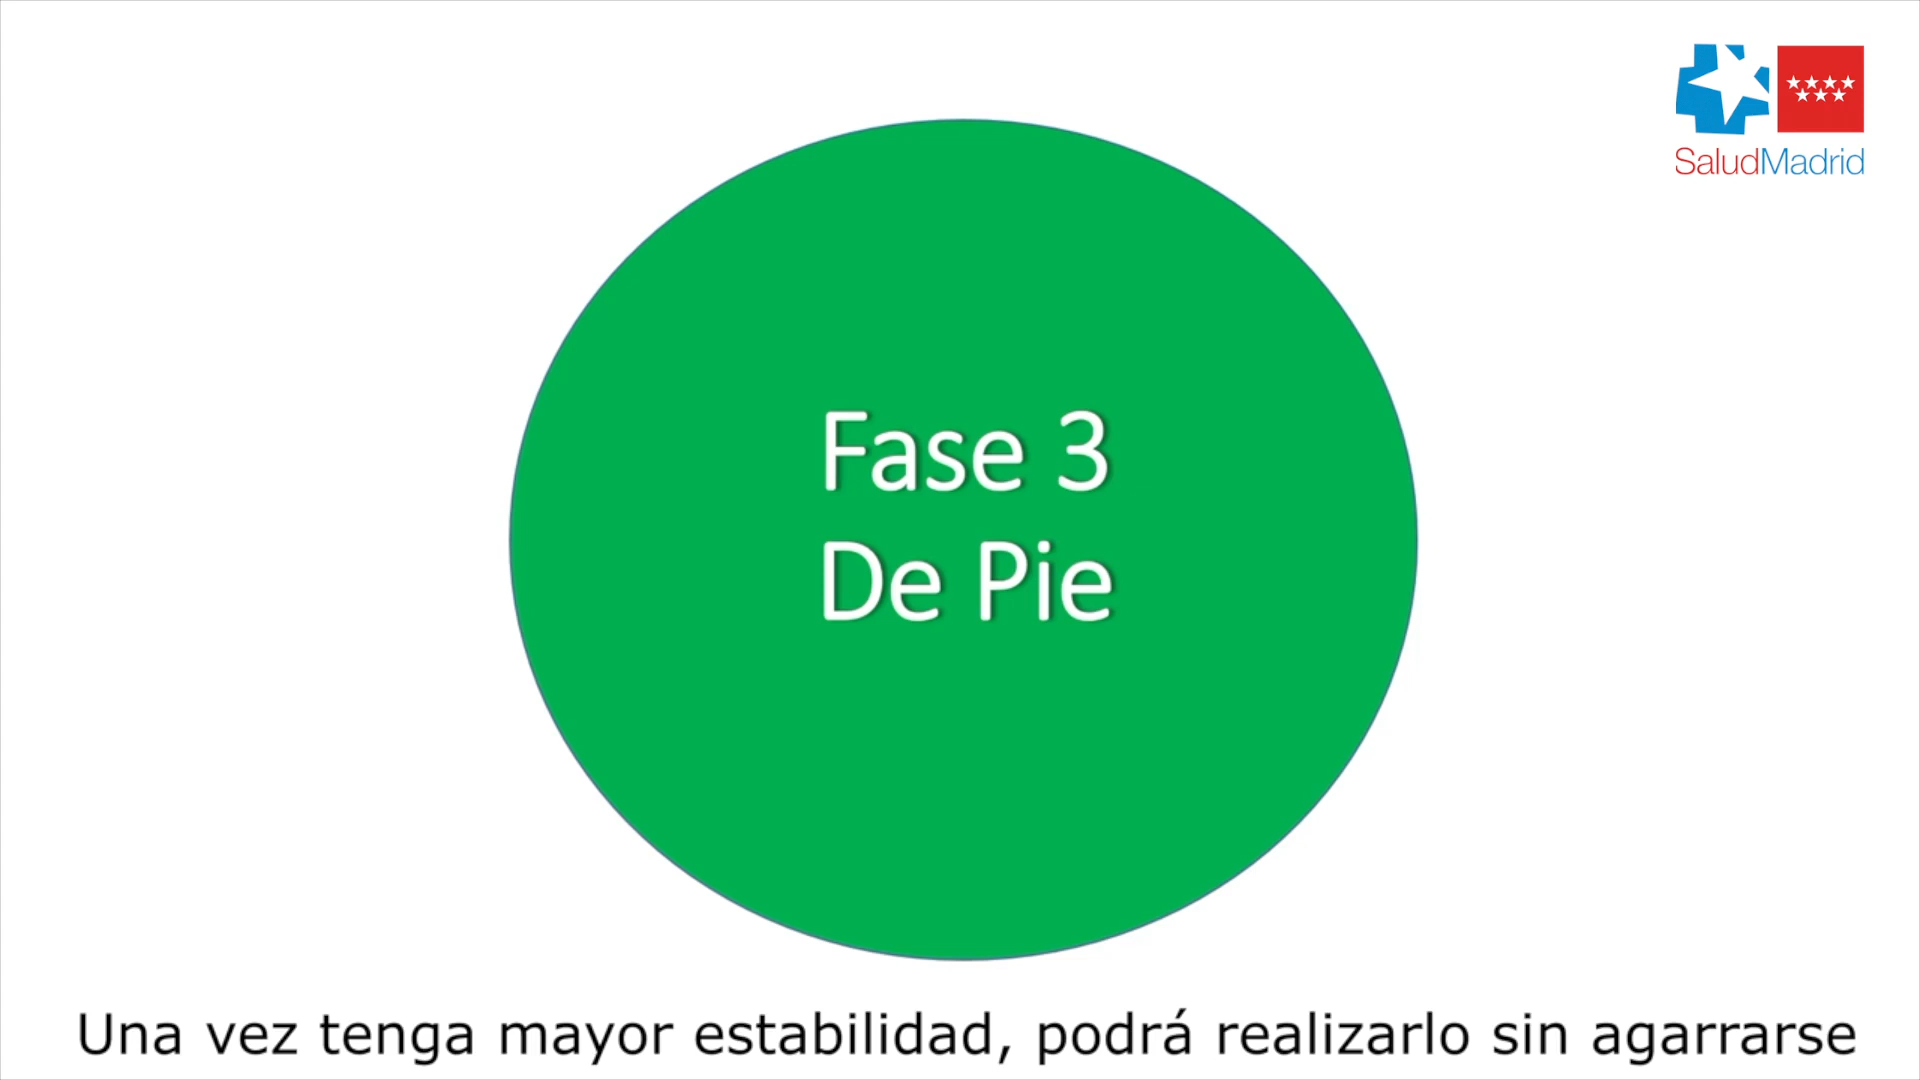 SaludMadrid
Fase 3
De Pie
Una vez tenga mayor estabilidad, podrá realizarlo sin agarrarse